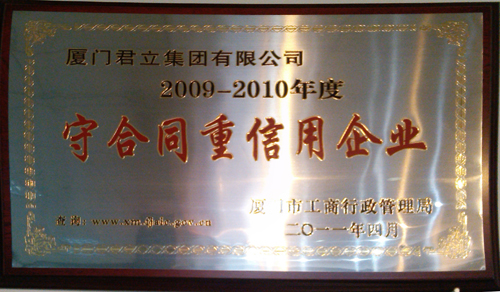 厦门君立集团有限公司
2009-2010年度
守合同重信用企业
厦门市工商行政管理局
查询:
二〇一一年四月